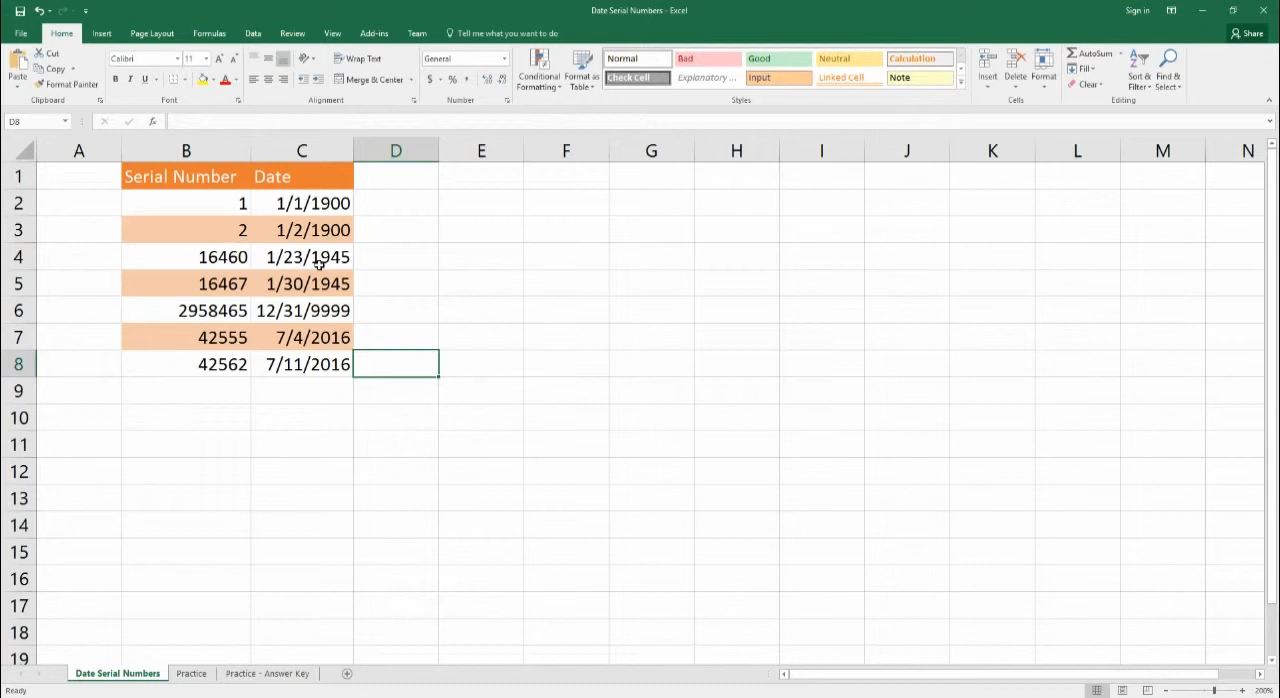 Date Serial Numbers - Excel
Sign in
File Home Insert Page Layout Formulas Data Review View Add-ins Team Tell me what you want to do Share
Paste
Cut
Copy
Format Painter
Clipboard
Calibri 11
B I U
Font
Wrap Text
Merge & Center
Alignment
General
$ % ,
Number
Conditional Formatting
Format as Table
Normal Bad Good Neutral Calculation
Check Cell Explanatory ... Input Linked Cell Note
Styles
Insert Delete Format
Cells
AutoSum
Fill
Clear
Sort & Filter
Find & Select
Editing
D8 fx
A B C D E F G H I J K L M N
1 Serial Number Date
2 1 1/1/1900
3 2 1/2/1900
4 16460 1/23/1945
5 16467 1/30/1945
6 2958465 12/31/9999
7 42555 7/4/2016
8 42562 7/11/2016
9
10
11
12
13
14
15
16
17
18
19
Date Serial Numbers Practice Practice - Answer Key
Ready 200%